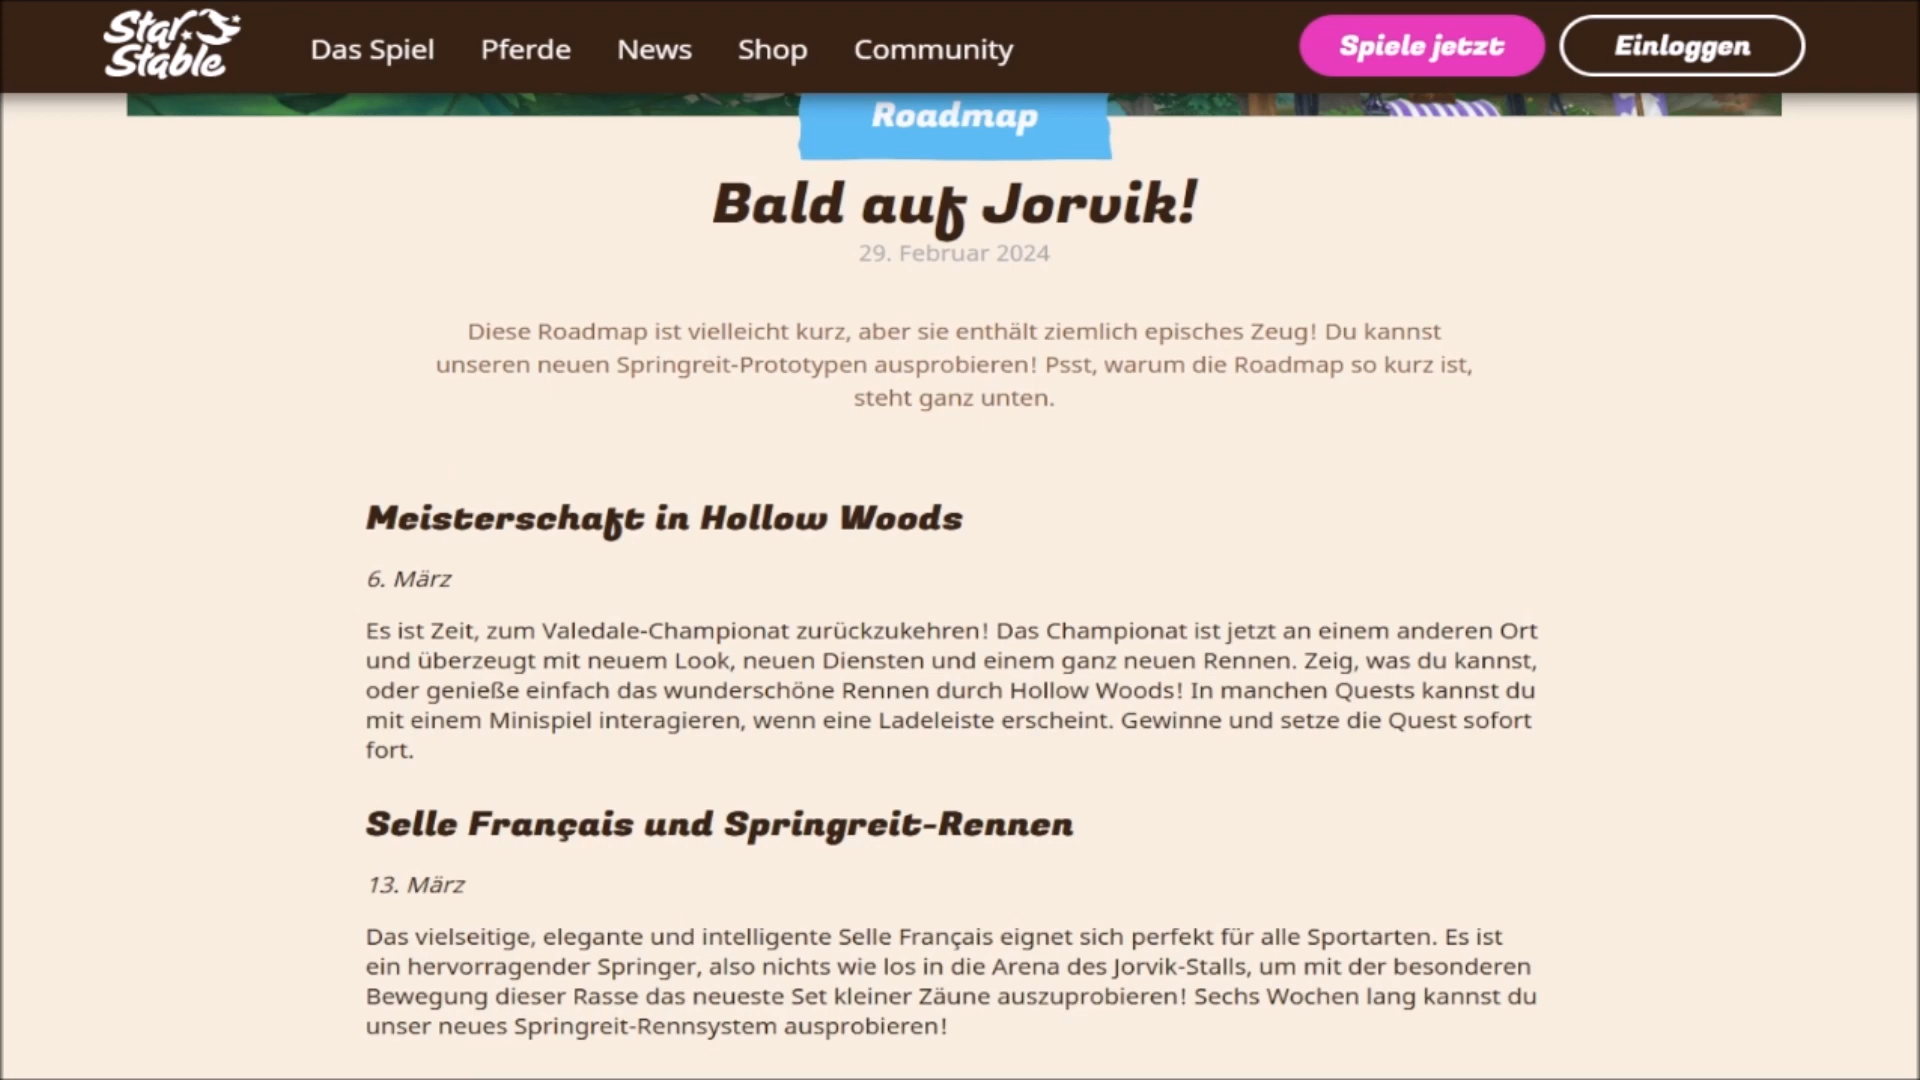 Star Stable
Das Spiel Pferde News Shop Community Spiele jetzt Einloggen
Roadmap
Bald auf Jorvik!
29. Februar 2024
Diese Roadmap ist vielleicht kurz, aber sie enthält ziemlich episches Zeug! Du kannst
unseren neuen Springreit-Prototypen ausprobieren! Psst, warum die Roadmap so kurz ist,
steht ganz unten.
Meisterschaft in Hollow Woods
6. März
Es ist Zeit, zum Valedale-Championat zurückzukehren! Das Championat ist jetzt an einem anderen Ort
und überzeugt mit neuem Look, neuen Diensten und einem ganz neuen Rennen. Zeig, was du kannst,
oder genieße einfach das wunderschöne Rennen durch Hollow Woods! In manchen Quests kannst du
mit einem Minispiel interagieren, wenn eine Ladeleiste erscheint. Gewinne und setze die Quest sofort
fort.
Selle Français und Springreit-Rennen
13. März
Das vielseitige, elegante und intelligente Selle Français eignet sich perfekt für alle Sportarten. Es ist
ein hervorragender Springer, also nichts wie los in die Arena des Jorvik-Stalls, um mit der besonderen
Bewegung dieser Rasse das neueste Set kleiner Zäune auszuprobieren! Sechs Wochen lang kannst du
unser neues Springreit-Rennsystem ausprobieren!